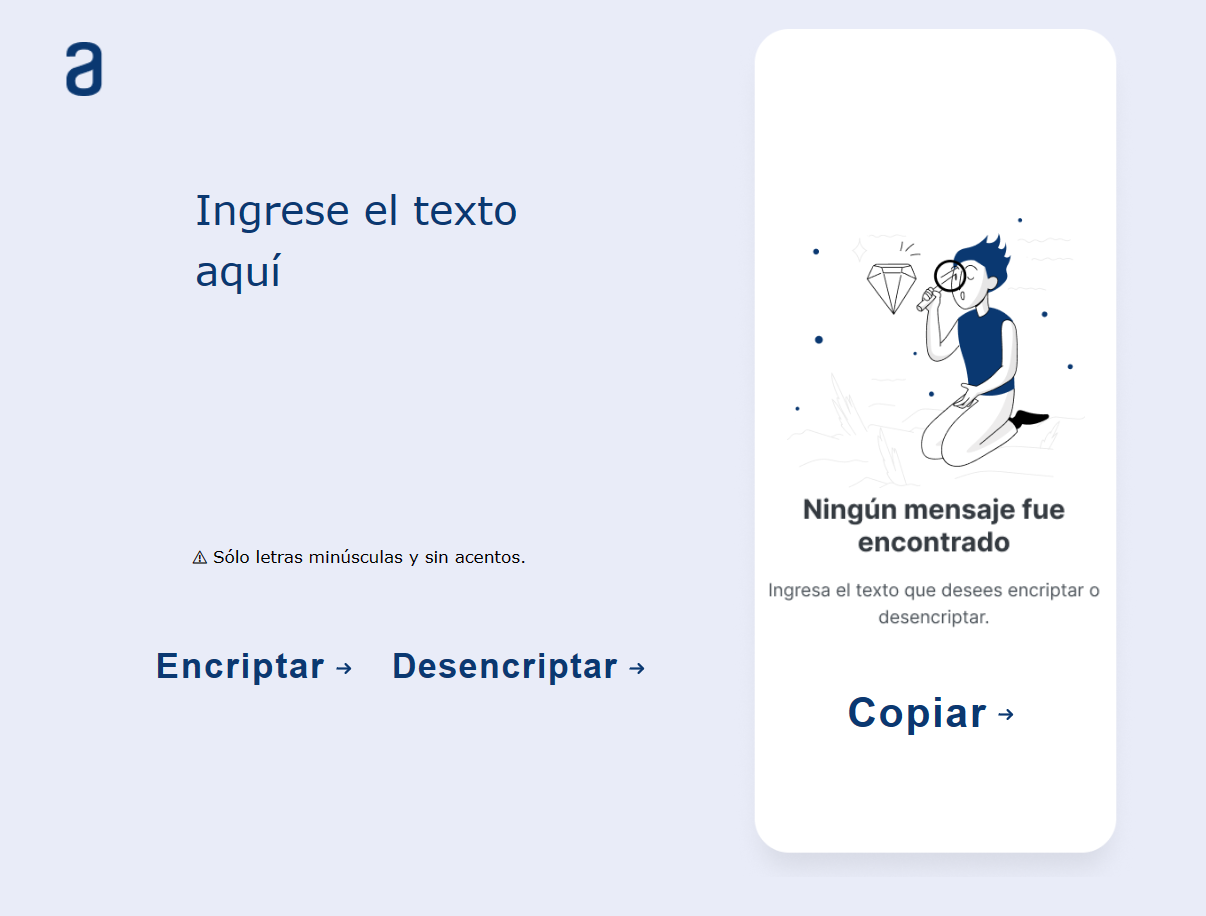 a
Ingrese el texto
aquí
⚠ Sólo letras minúsculas y sin acentos.
Encriptar → Desencriptar →
Ningún mensaje fue
encontrado
Ingresa el texto que desees encriptar o
desencriptar.
Copiar →